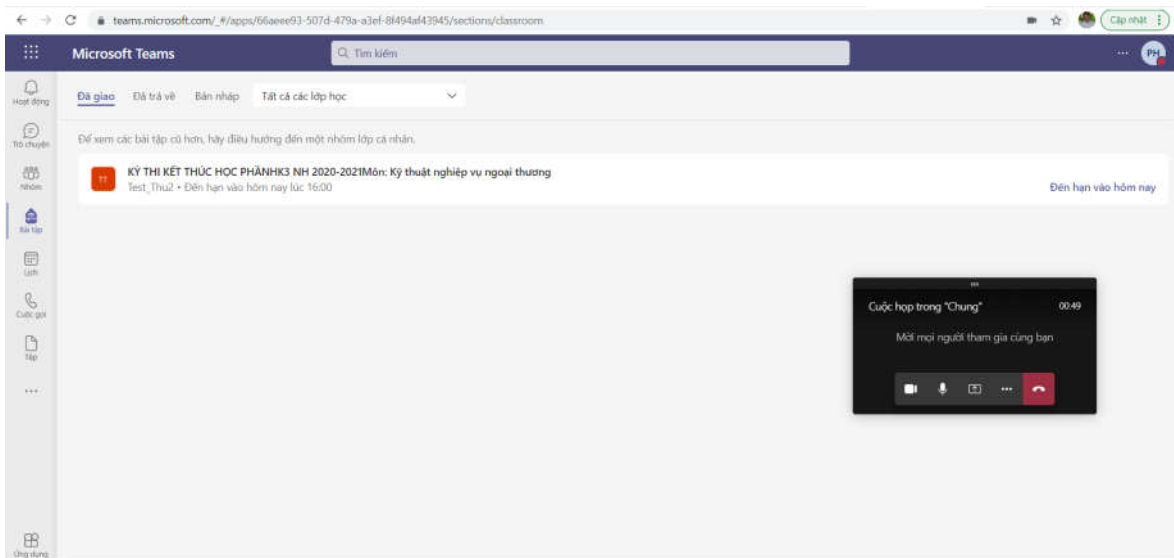 teams.microsoft.com/_#/apps/66aeee93-507d-479a-a3ef-8f494af43945/sections/classroom
Cập nhật
Microsoft Teams
Tìm kiếm
PH
Hoạt động
Đã giao Đã trả về Bản nháp Tất cả các lớp học
Trò chuyện
Để xem các bài tập cũ hơn, hãy điều hướng đến một nhóm lớp cá nhân.
Nhóm
TT
KỲ THI KẾT THÚC HỌC PHẦNHK3 NH 2020-2021Môn: Kỹ thuật nghiệp vụ ngoại thương
Test_Thu2 • Đến hạn vào hôm nay lúc 16:00
Đến hạn vào hôm nay
Bài tập
Lịch
Cuộc gọi
Tệp
Cuộc họp trong "Chung" 00:49
Mời mọi người tham gia cùng bạn
Ứng dụng